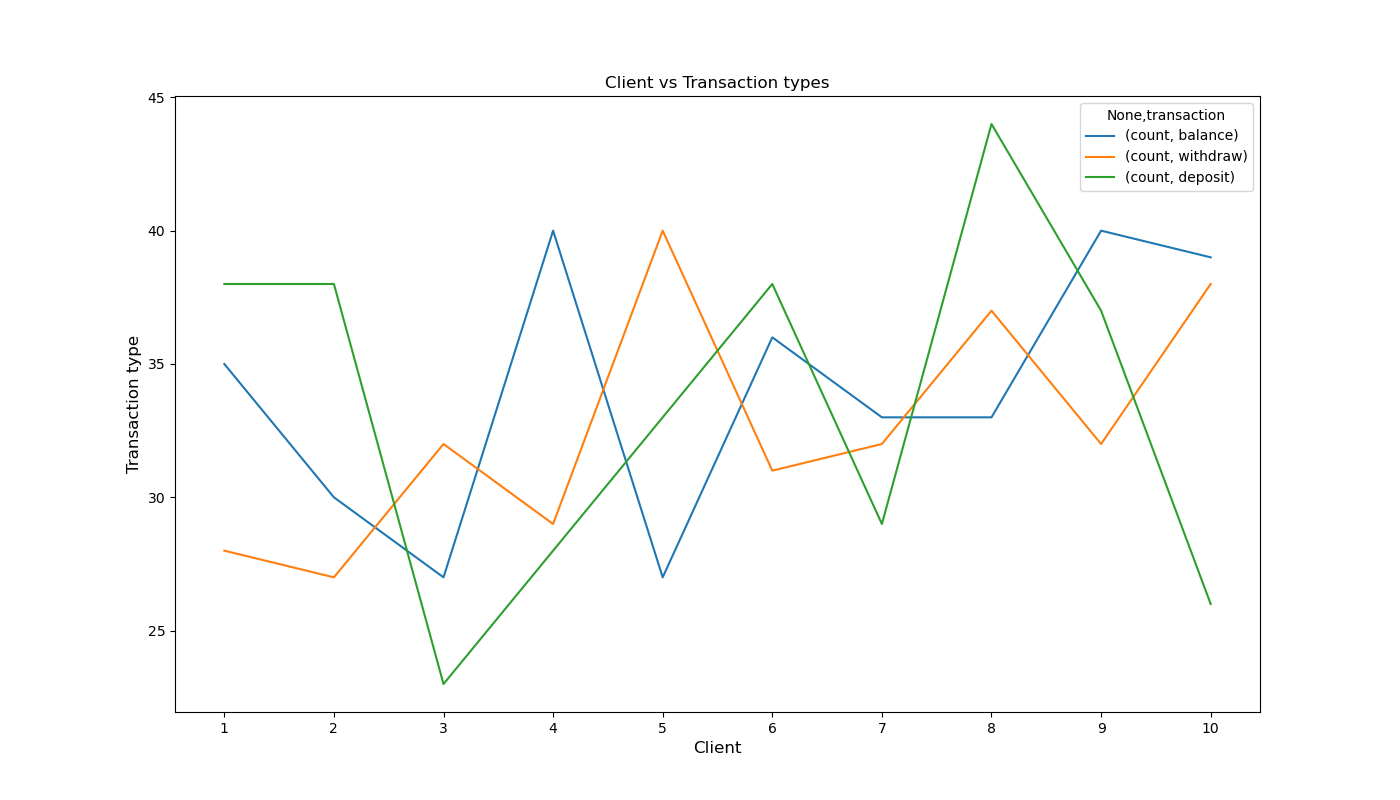 Client vs Transaction types
None,transaction
(count, balance)
(count, withdraw)
(count, deposit)
Transaction type
45
40
35
30
25
1 2 3 4 5 6 7 8 9 10
Client